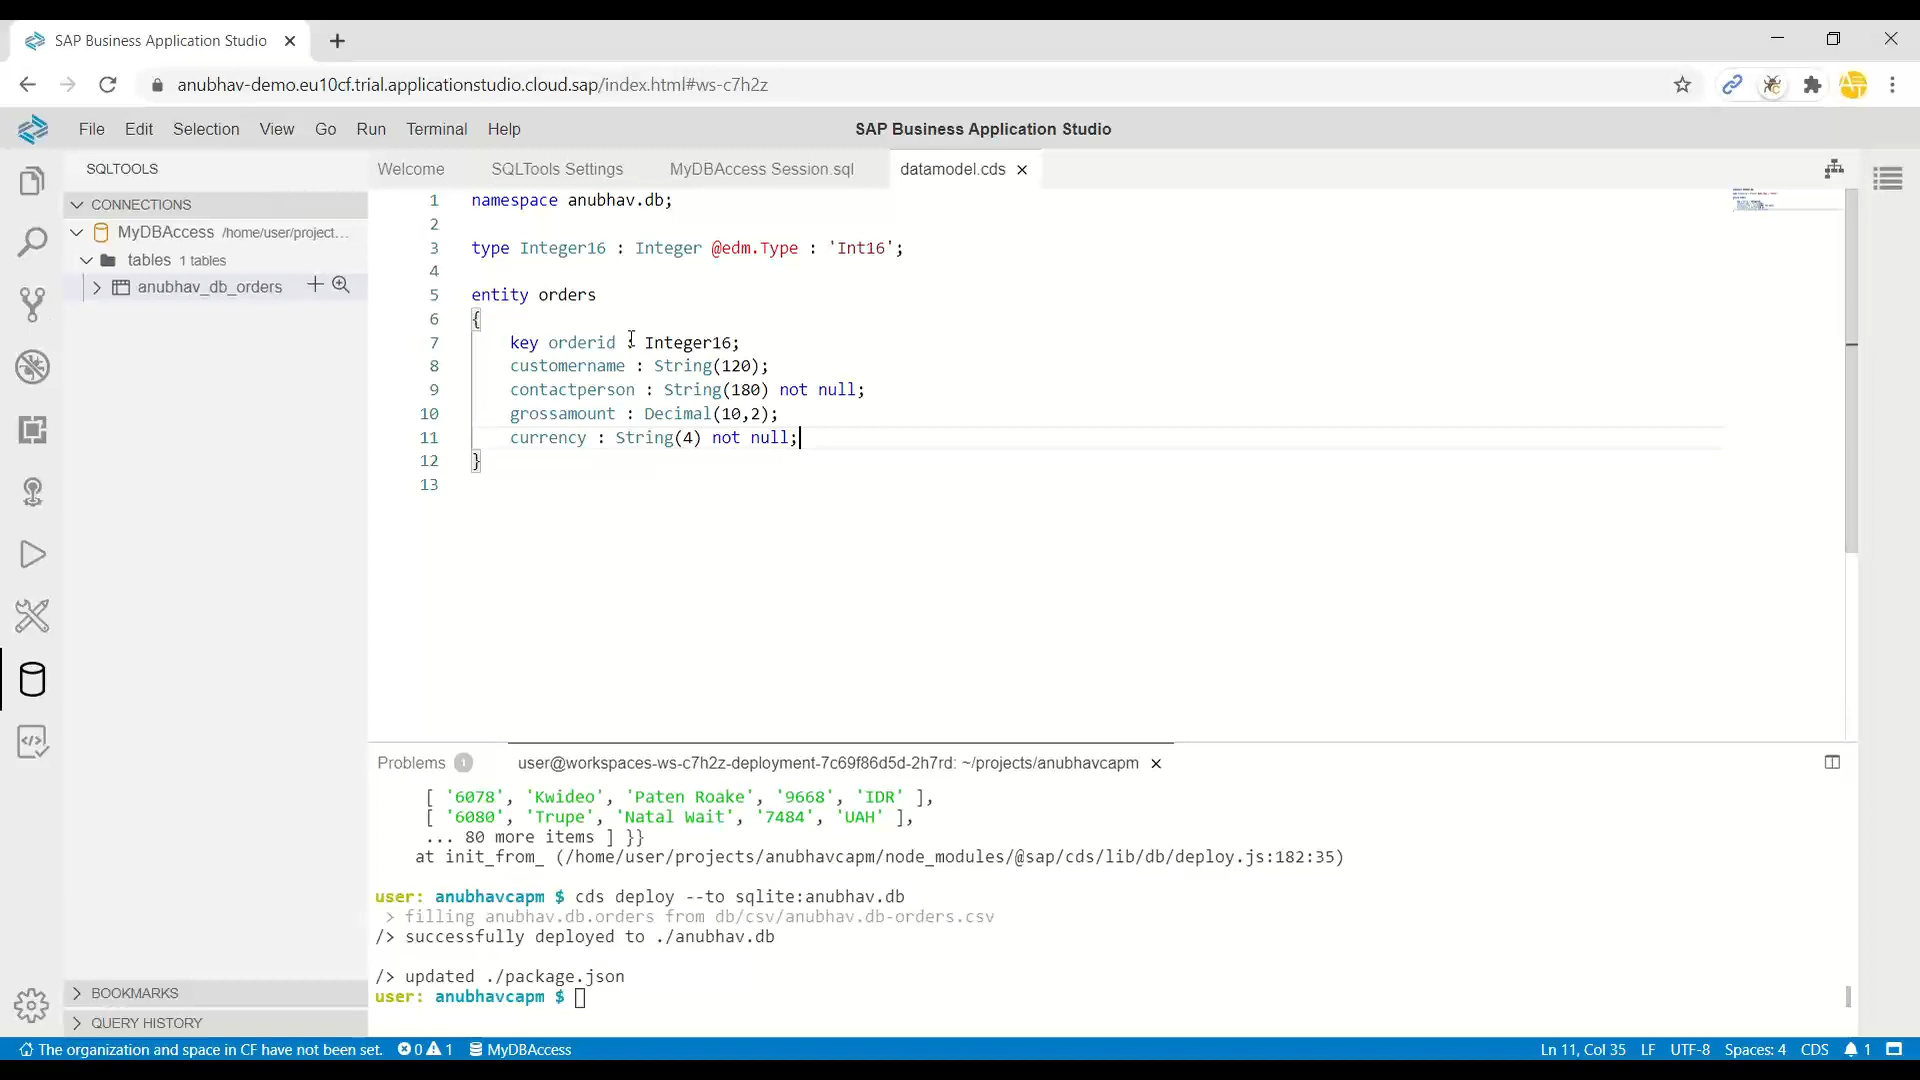 SAP Business Application Studio
anubhav-demo.eu10cf.trial.applicationstudio.cloud.sap/index.html#ws-c7h2z
File Edit Selection View Go Run Terminal Help
SAP Business Application Studio
SQLTOOLS
Welcome SQLTools Settings MyDBAccess Session.sql datamodel.cds
CONNECTIONS
MyDBAccess /home/user/project...
tables 1 tables
anubhav_db_orders
1 namespace anubhav.db;
2
3 type Integer16 : Integer @edm.Type : 'Int16';
4
5 entity orders
6 {
7 key orderid : Integer16;
8 customername : String(120);
9 contactperson : String(180) not null;
10 grossamount : Decimal(10,2);
11 currency : String(4) not null;
12 }
13
Problems 1 user@workspaces-ws-c7h2z-deployment-7c69f86d5d-2h7rd: ~/projects/anubhavcapm
[ '6078', 'Kwideo', 'Paten Roake', '9668', 'IDR' ],
[ '6080', 'Trupe', 'Natal Wait', '7484', 'UAH' ],
... 80 more items ] }}
at init_from_ (/home/user/projects/anubhavcapm/node_modules/@sap/cds/lib/db/deploy.js:182:35)
user: anubhavcapm $ cds deploy --to sqlite:anubhav.db
> filling anubhav.db.orders from db/csv/anubhav.db-orders.csv
/> successfully deployed to ./anubhav.db
/> updated ./package.json
user: anubhavcapm $
BOOKMARKS
QUERY HISTORY
The organization and space in CF have not been set. 0 1 MyDBAccess
Ln 11, Col 35 LF UTF-8 Spaces: 4 CDS 1